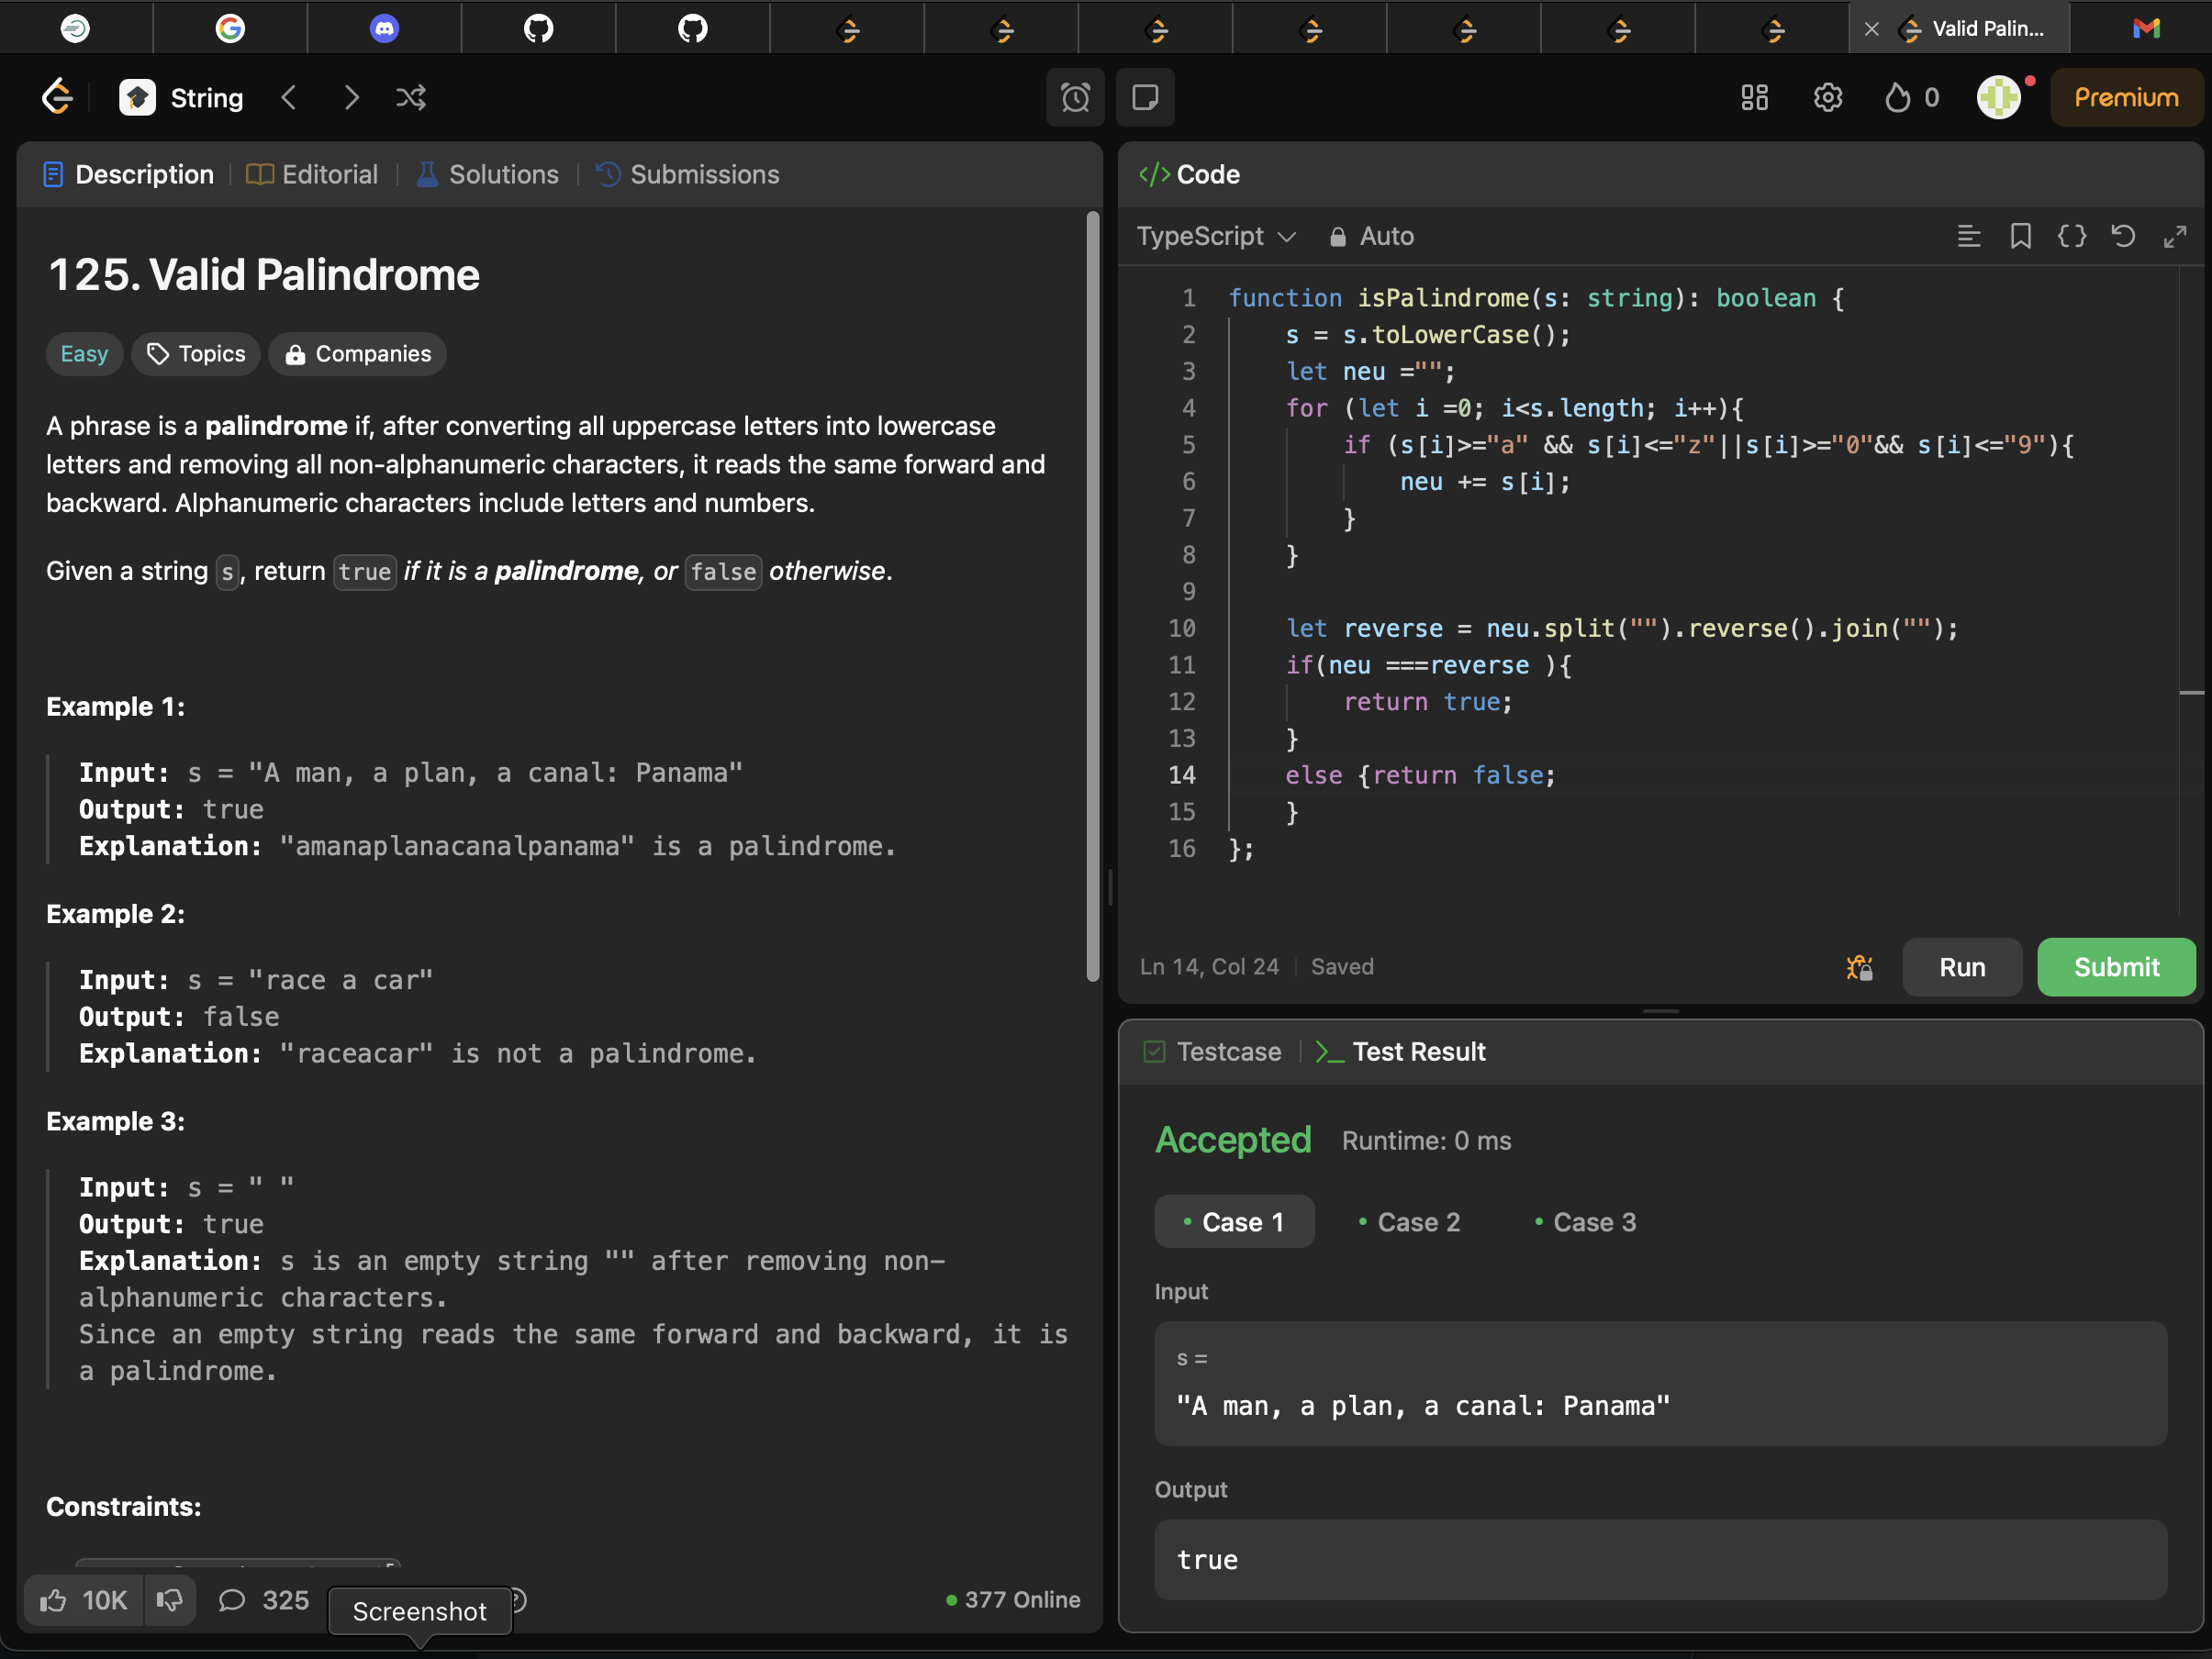 Valid Palin...
String
0
Premium
Description
Editorial
Solutions
Submissions
125. Valid Palindrome
Easy
Topics
Companies
A phrase is a palindrome if, after converting all uppercase letters into lowercase
letters and removing all non-alphanumeric characters, it reads the same forward and
backward. Alphanumeric characters include letters and numbers.
Given a string s, return true if it is a palindrome, or false otherwise.
Example 1:
Input: s = "A man, a plan, a canal: Panama"
Output: true
Explanation: "amanaplanacanalpanama" is a palindrome.
Example 2:
Input: s = "race a car"
Output: false
Explanation: "raceacar" is not a palindrome.
Example 3:
Input: s = " "
Output: true
Explanation: s is an empty string "" after removing non-
alphanumeric characters.
Since an empty string reads the same forward and backward, it is
a palindrome.
Constraints:
10K
325
Screenshot
377 Online
</> Code
TypeScript
Auto
1 function isPalindrome(s: string): boolean {
2 s = s.toLowerCase();
3 let neu ="";
4 for (let i =0; i<s.length; i++){
5 if (s[i]>="a" && s[i]<="z"||s[i]>="0"&& s[i]<="9"){
6 neu += s[i];
7 }
8 }
9
10 let reverse = neu.split("").reverse().join("");
11 if(neu ===reverse ){
12 return true;
13 }
14 else {return false;
15 }
16 };
Ln 14, Col 24
Saved
Run
Submit
Testcase
Test Result
Accepted
Runtime: 0 ms
Case 1
Case 2
Case 3
Input
s =
"A man, a plan, a canal: Panama"
Output
true